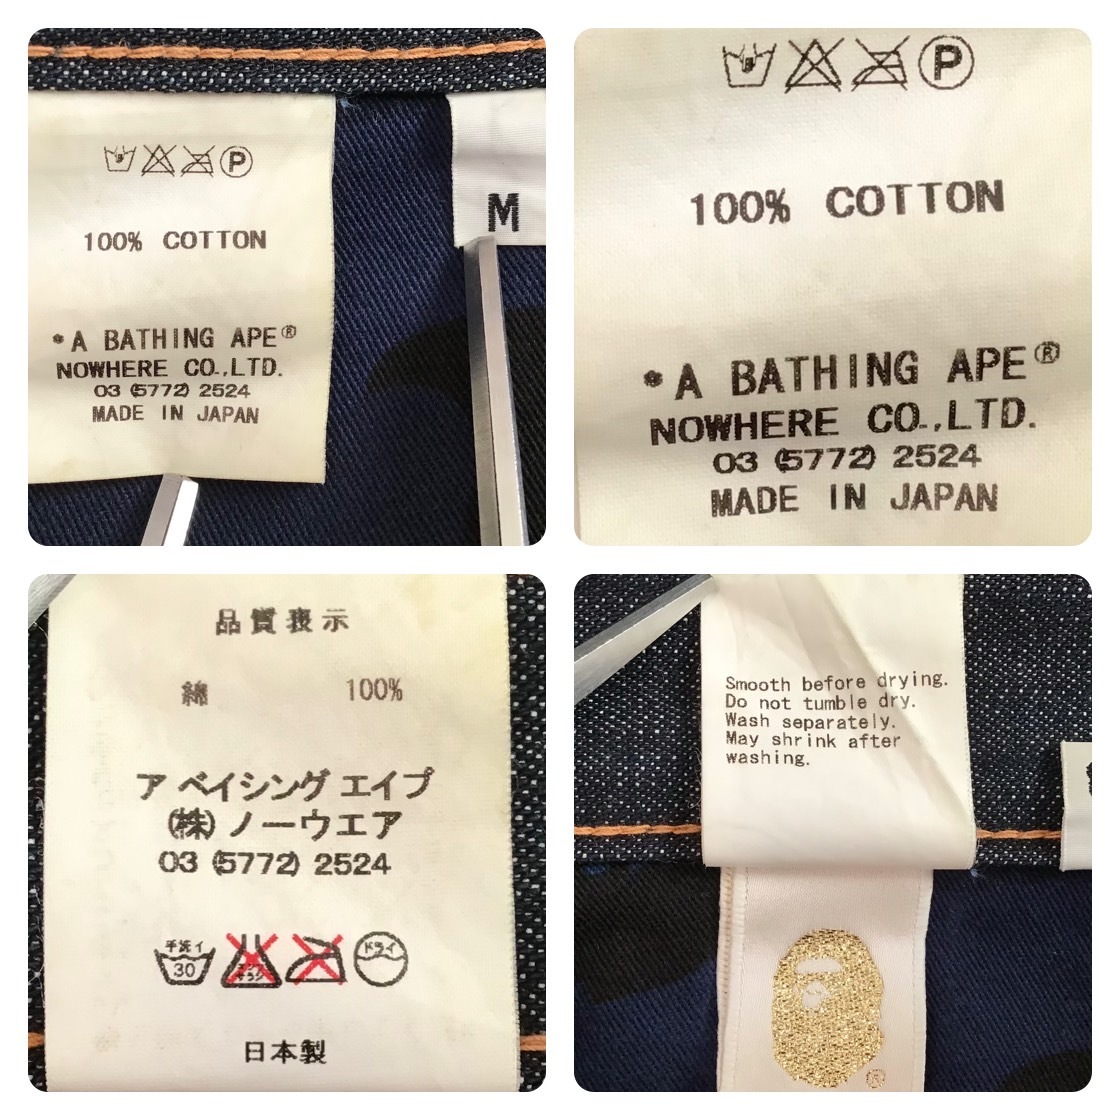 P
100% COTTON
*A BATHING APE®
NOWHERE CO.,LTD.
03 (5772) 2524
MADE IN JAPAN
M
P
100% COTTON
*A BATHING APE®
NOWHERE CO.,LTD.
03 (5772) 2524
MADE IN JAPAN
品質表示
綿 100%
ア ベイシング エイプ
(株) ノーウエア
03 (5772) 2524
手洗イ
30
ドライ
日本製
Smooth before drying.
Do not tumble dry.
Wash separately.
May shrink after
washing.
®